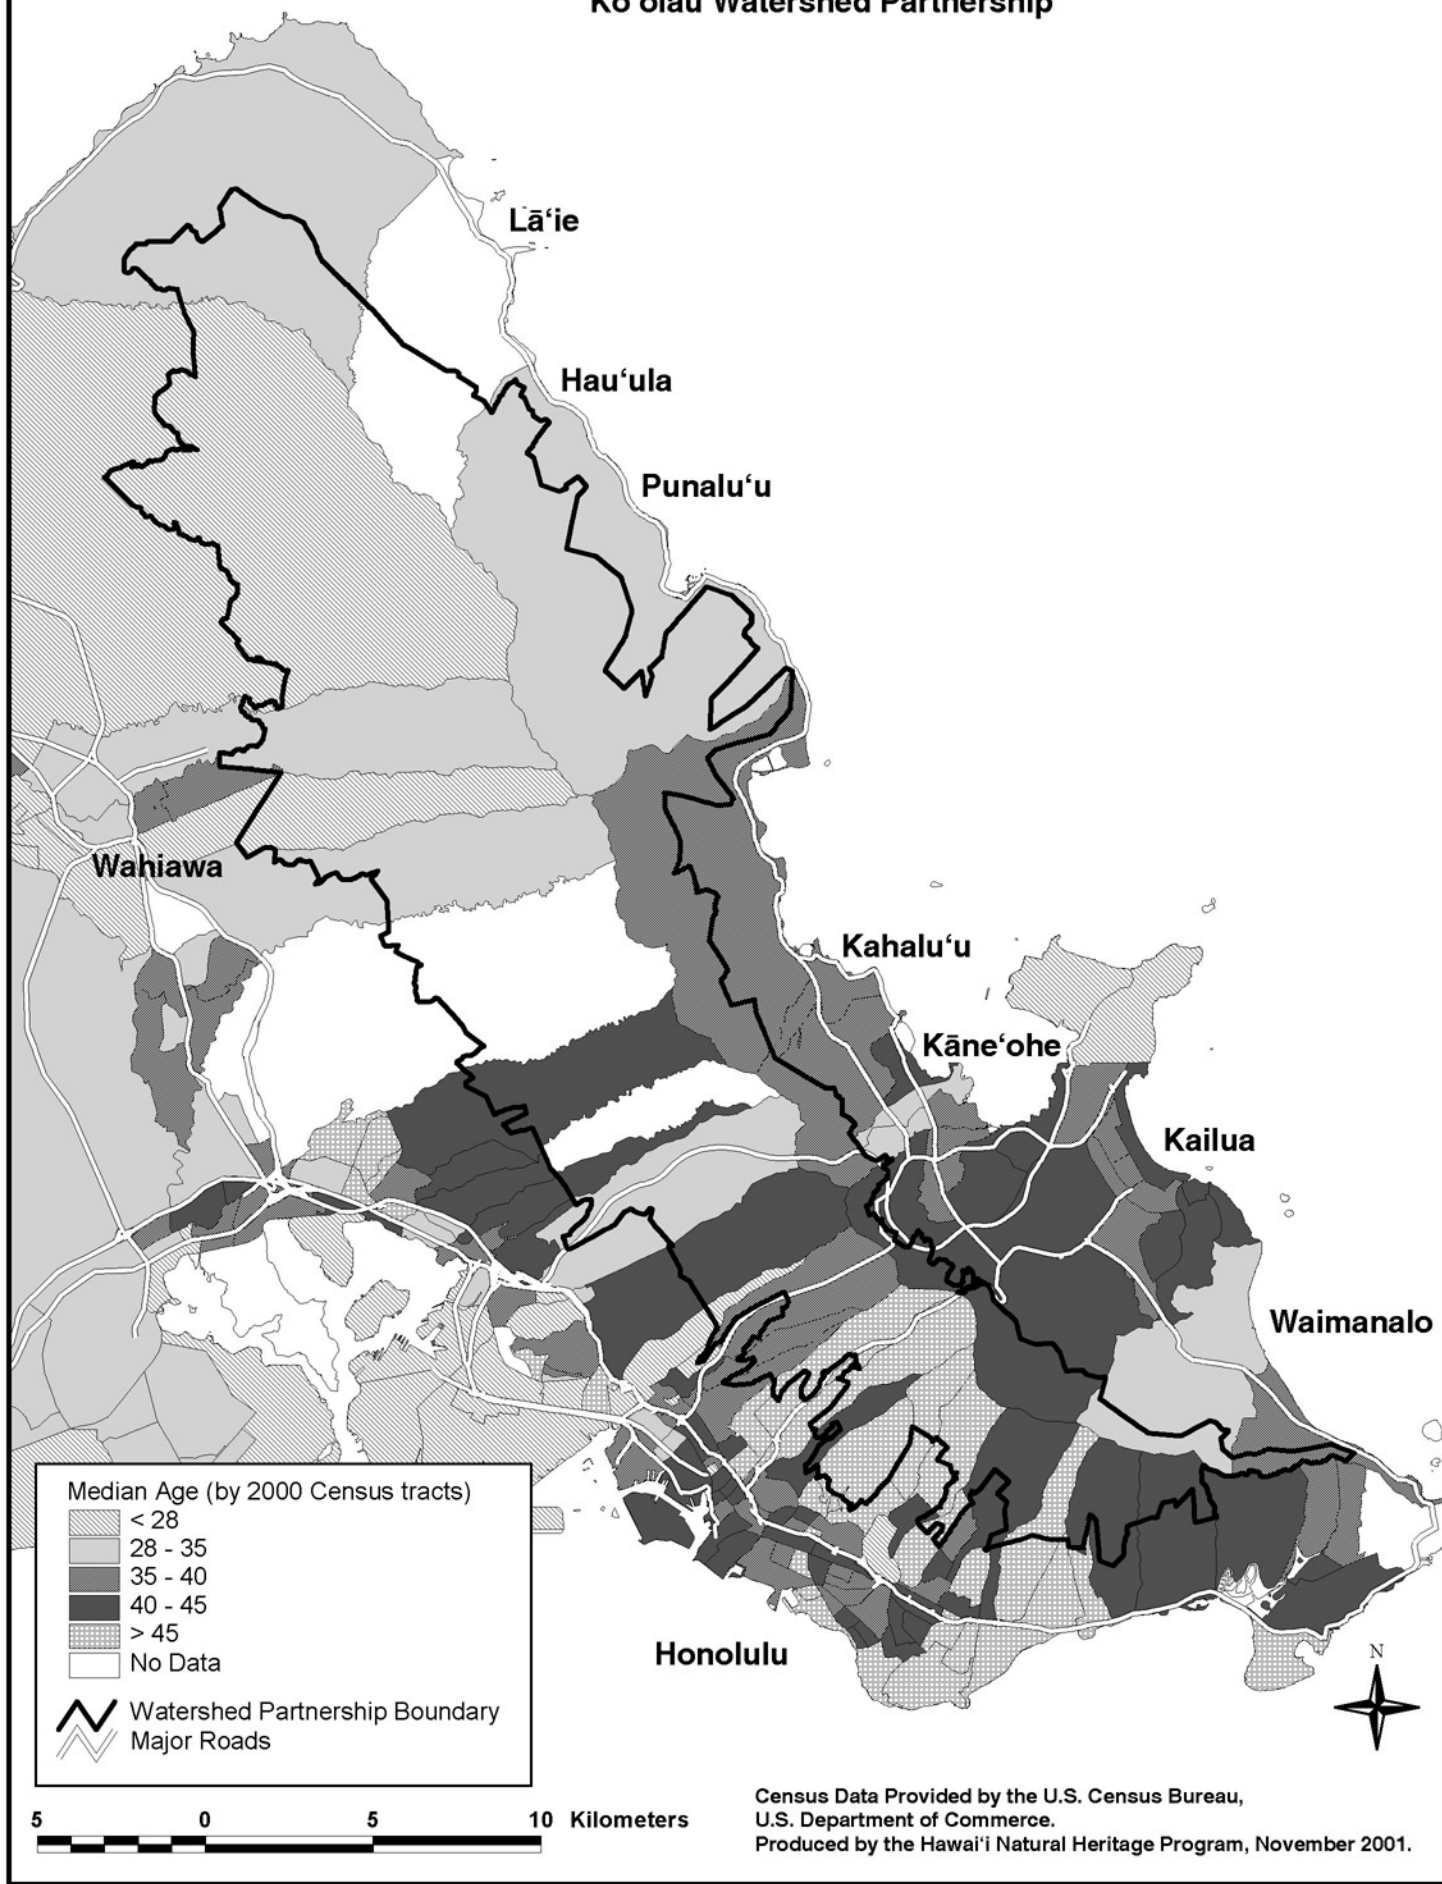 Ko'olau Watershed Partnership
Lā‘ie
Hau‘ula
Punalu‘u
Wahiawa
Kahalu‘u
Kāne‘ohe
Kailua
Waimanalo
Honolulu
Median Age (by 2000 Census tracts)
< 28
28 - 35
35 - 40
40 - 45
> 45
No Data
Watershed Partnership Boundary
Major Roads
N
5 0 5 10 Kilometers
Census Data Provided by the U.S. Census Bureau,
U.S. Department of Commerce.
Produced by the Hawai‘i Natural Heritage Program, November 2001.